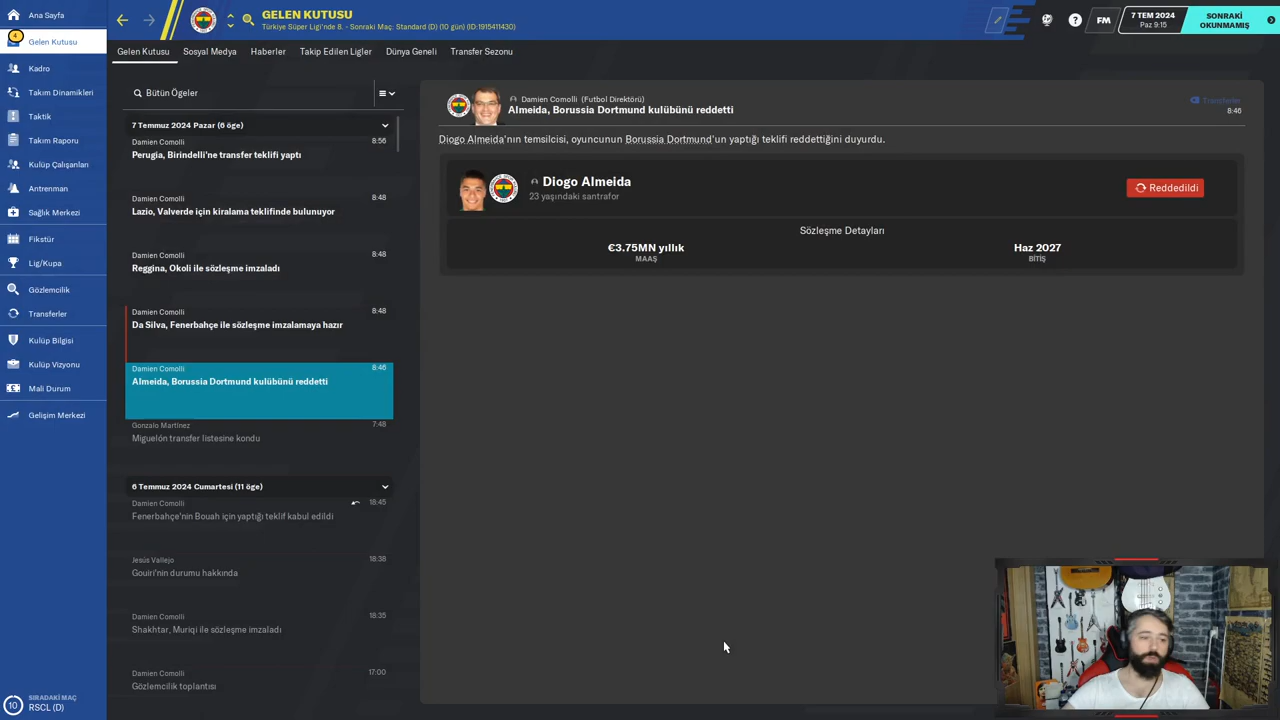 Ana Sayfa
4
Gelen Kutusu
Kadro
Takım Dinamikleri
Taktik
Takım Raporu
Kulüp Çalışanları
Antrenman
Sağlık Merkezi
Fikstür
Lig/Kupa
Gözlemcilik
Transferler
Kulüp Bilgisi
Kulüp Vizyonu
Mali Durum
Gelişim Merkezi
10
SIRADAKİ MAÇ
RSCL (D)
GELEN KUTUSU
Türkiye Süper Ligi'nde 8. - Sonraki Maç: Standard (D) (10 gün) (ID:1915411430)
?
FM
7 TEM 2024
Paz 9:15
SONRAKİ
OKUNMAMIŞ
Gelen Kutusu
Sosyal Medya
Haberler
Takip Edilen Ligler
Dünya Geneli
Transfer Sezonu
Bütün Ögeler
7 Temmuz 2024 Pazar (6 öge)
Damien Comolli 8:56
Perugia, Birindelli'ne transfer teklifi yaptı
Damien Comolli 8:48
Lazio, Valverde için kiralama teklifinde bulunuyor
Damien Comolli 8:48
Reggina, Okoli ile sözleşme imzaladı
Damien Comolli 8:48
Da Silva, Fenerbahçe ile sözleşme imzalamaya hazır
Damien Comolli 8:46
Almeida, Borussia Dortmund kulübünü reddetti
Gonzalo Martínez 7:48
Miguelón transfer listesine kondu
6 Temmuz 2024 Cumartesi (11 öge)
Damien Comolli 18:45
Fenerbahçe'nin Bouah için yaptığı teklif kabul edildi
Jesús Vallejo 18:38
Gouiri'nin durumu hakkında
Damien Comolli 18:35
Shakhtar, Muriqi ile sözleşme imzaladı
Damien Comolli 17:00
Gözlemcilik toplantısı
Damien Comolli (Futbol Direktörü)
Almeida, Borussia Dortmund kulübünü reddetti
Transferler
8:46
Diogo Almeida'nın temsilcisi, oyuncunun Borussia Dortmund'un yaptığı teklifi reddettiğini duyurdu.
Diogo Almeida
23 yaşındaki santrafor
Reddedildi
Sözleşme Detayları
€3.75MN yıllık
MAAŞ
Haz 2027
BİTİŞ